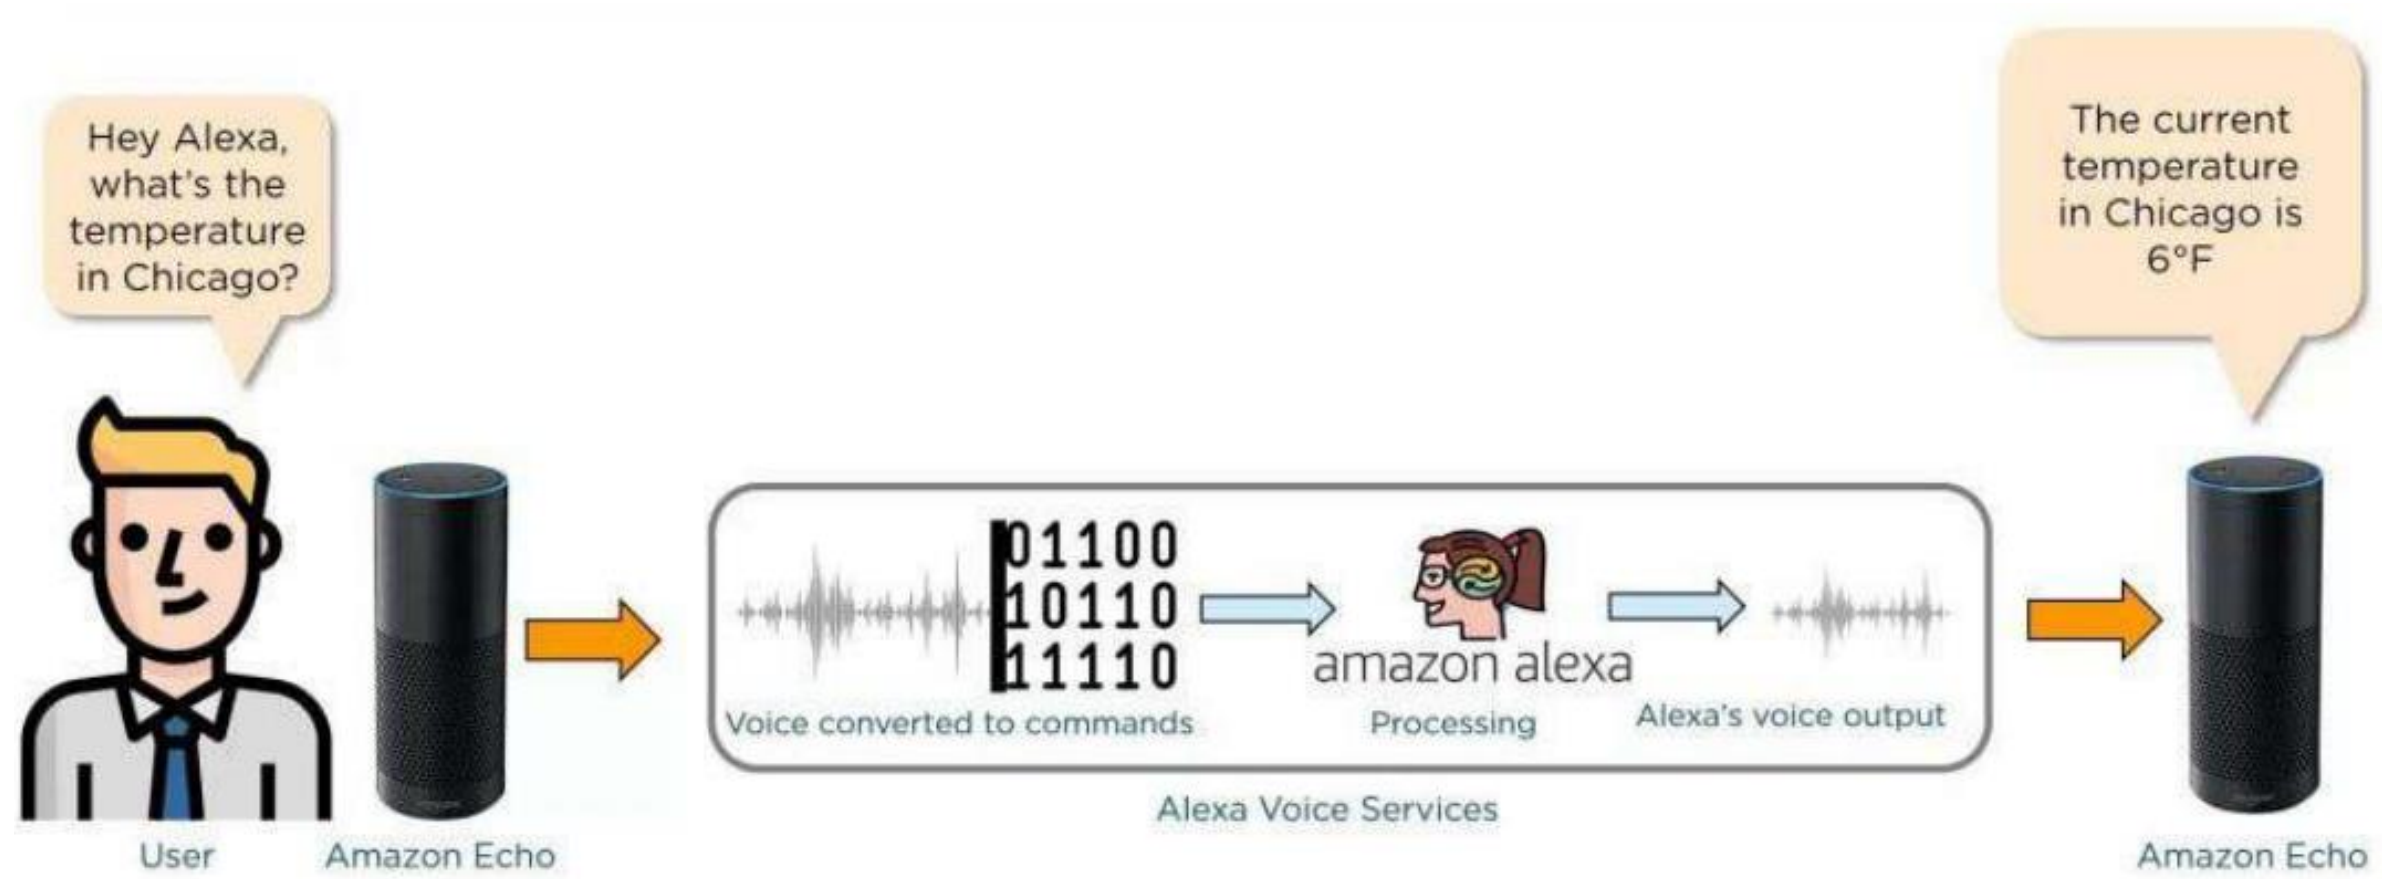 Hey Alexa,
what's the
temperature
in Chicago?
The current
temperature
in Chicago is
6°F
01100
10110
11110
amazon alexa
Voice converted to commands
Processing
Alexa's voice output
Alexa Voice Services
User
Amazon Echo
Amazon Echo